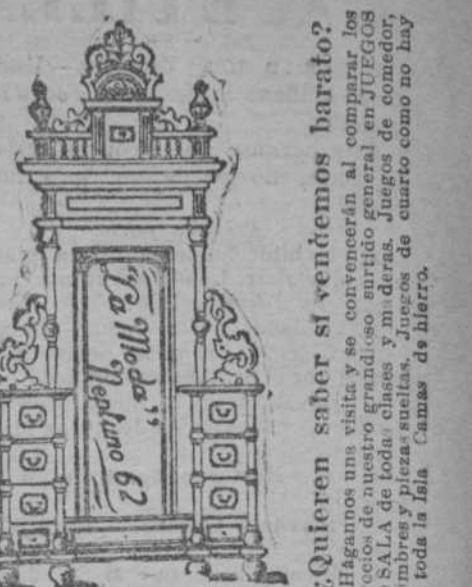 "La Moda"
Neptuno 62
¿Quieren saber si vendemos barato?
Hágannos una visita y se convencerán al comparar los
ecios de nuestro grandioso surtido general en JUEGOS
SALA de todas clases y maderas. Juegos de comedor,
mbres y piezas sueltas. Juegos de cuarto como no hay
toda la Isla Camas de hierro.